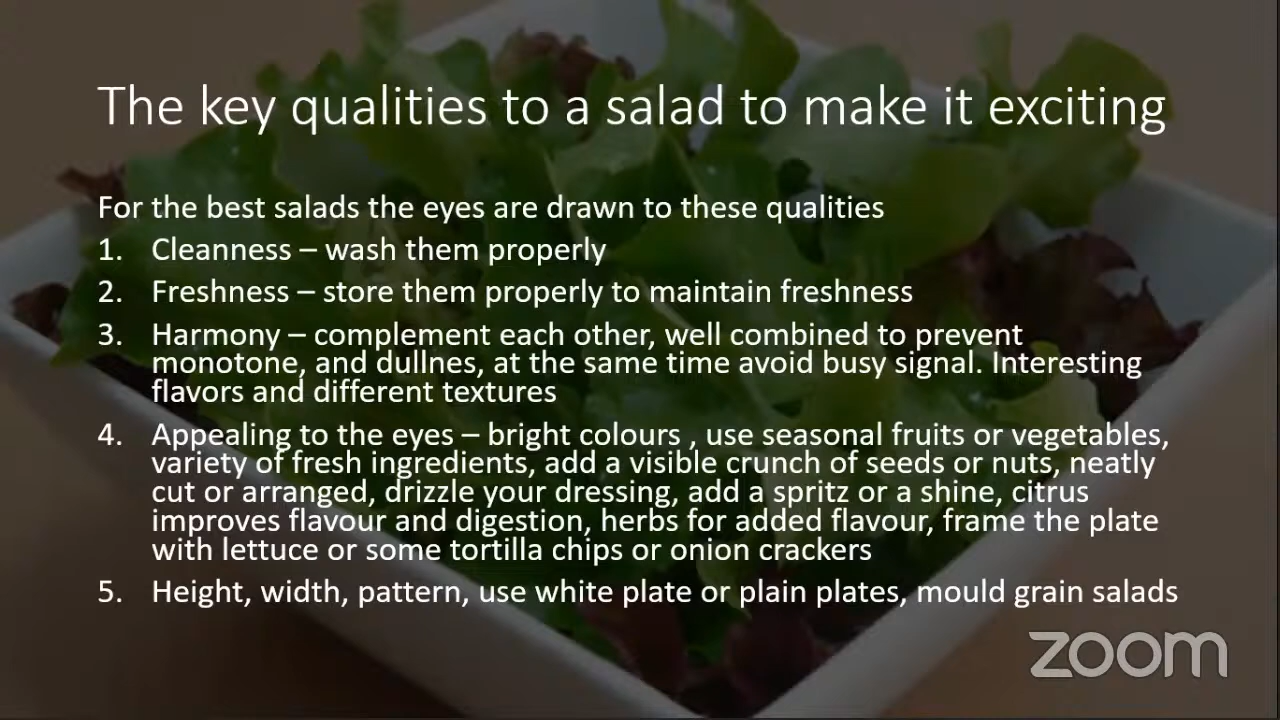 The key qualities to a salad to make it exciting
For the best salads the eyes are drawn to these qualities
1. Cleanness – wash them properly
2. Freshness – store them properly to maintain freshness
3. Harmony – complement each other, well combined to prevent
monotone, and dullnes, at the same time avoid busy signal. Interesting
flavors and different textures
4. Appealing to the eyes – bright colours , use seasonal fruits or vegetables,
variety of fresh ingredients, add a visible crunch of seeds or nuts, neatly
cut or arranged, drizzle your dressing, add a spritz or a shine, citrus
improves flavour and digestion, herbs for added flavour, frame the plate
with lettuce or some tortilla chips or onion crackers
5. Height, width, pattern, use white plate or plain plates, mould grain salads
zoom